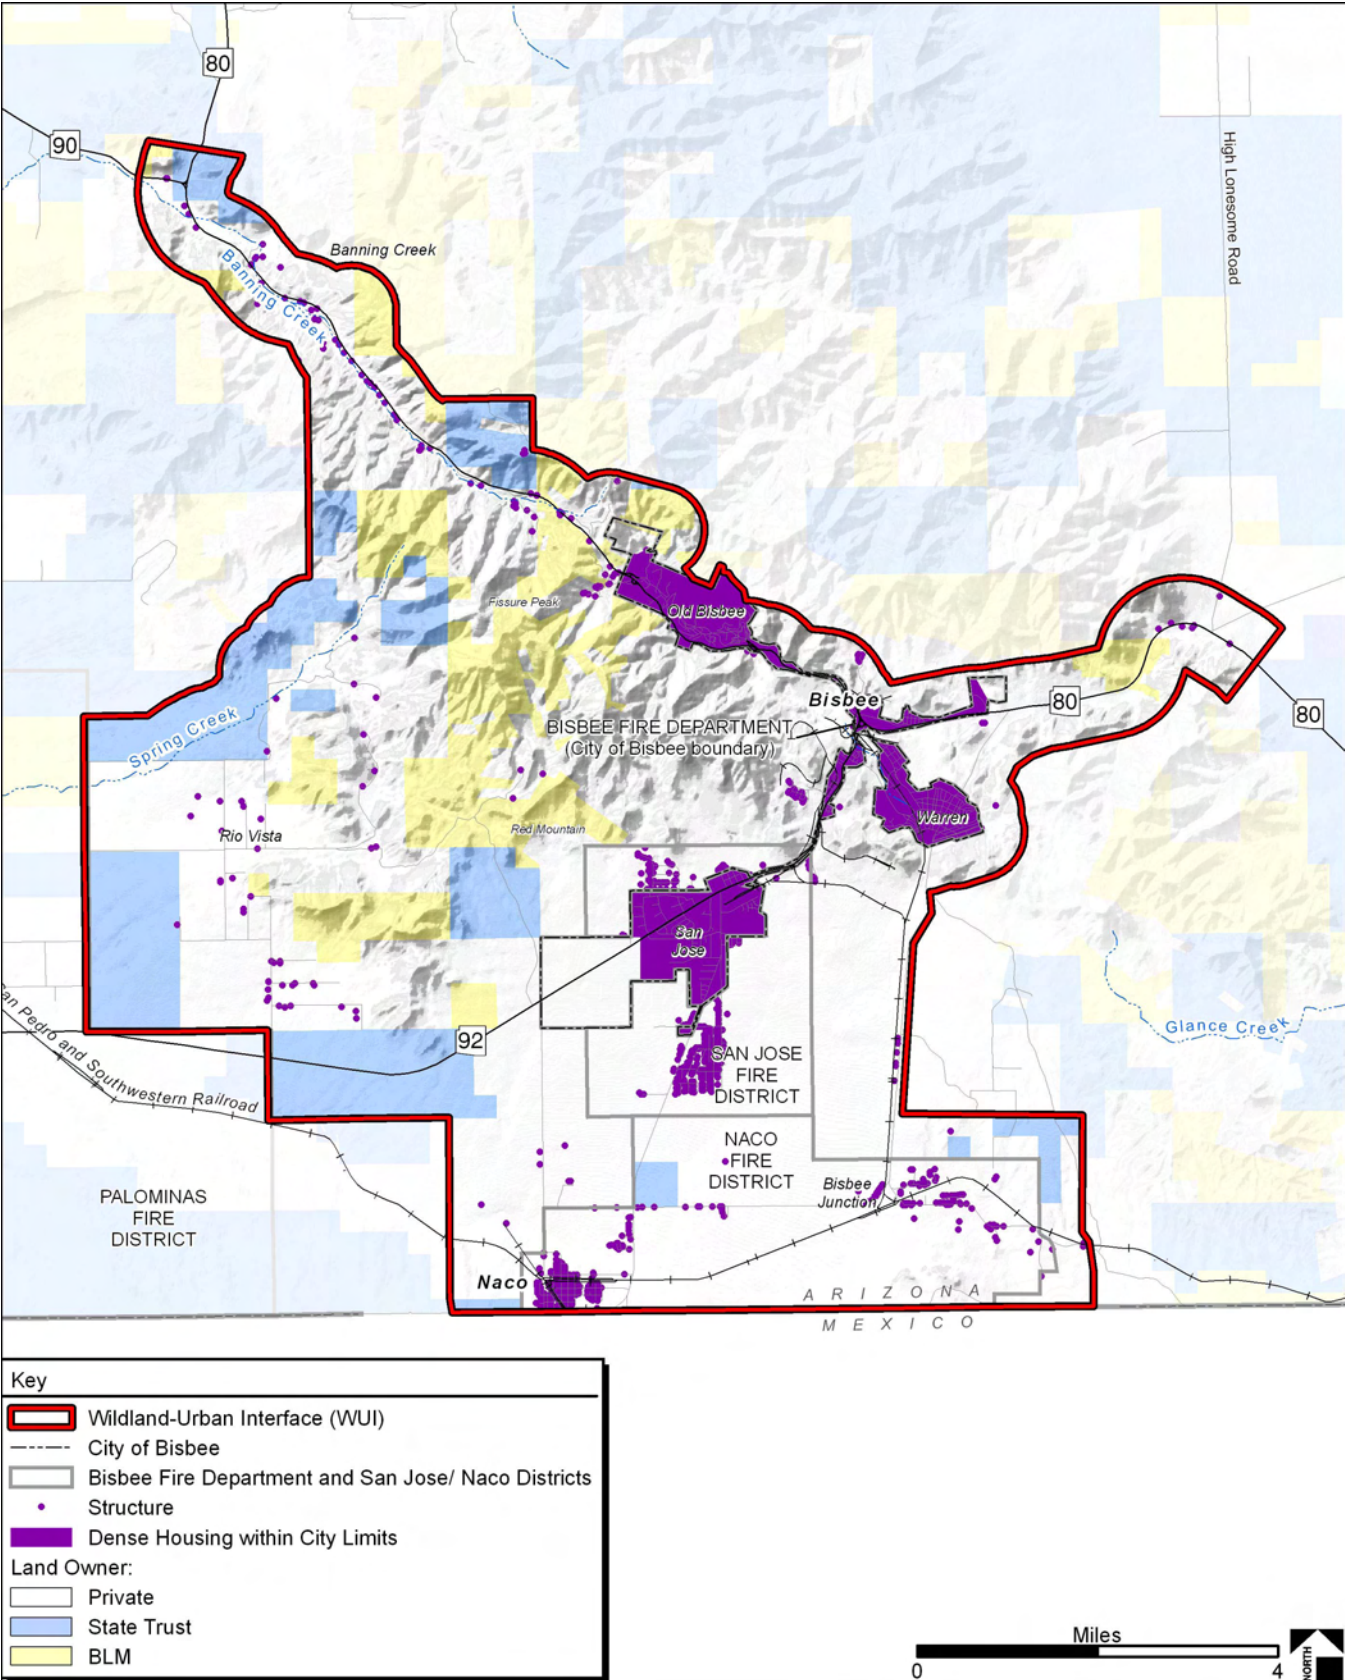 80
90
High Lonesome Road
Banning Creek
Banning Creek
Fissure Peak
Old Bisbee
Bisbee
80
80
BISBEE FIRE DEPARTMENT
(City of Bisbee boundary)
Spring Creek
Warren
Red Mountain
Rio Vista
San
Jose
92
Glance Creek
San Pedro and Southwestern Railroad
SAN JOSE
FIRE
DISTRICT
NACO
FIRE
DISTRICT
PALOMINAS
FIRE
DISTRICT
Bisbee
Junction
Naco
ARIZONA
MEXICO
Key
Wildland-Urban Interface (WUI)
City of Bisbee
Bisbee Fire Department and San Jose/ Naco Districts
Structure
Dense Housing within City Limits
Land Owner:
Private
State Trust
BLM
Miles
0 4
NORTH